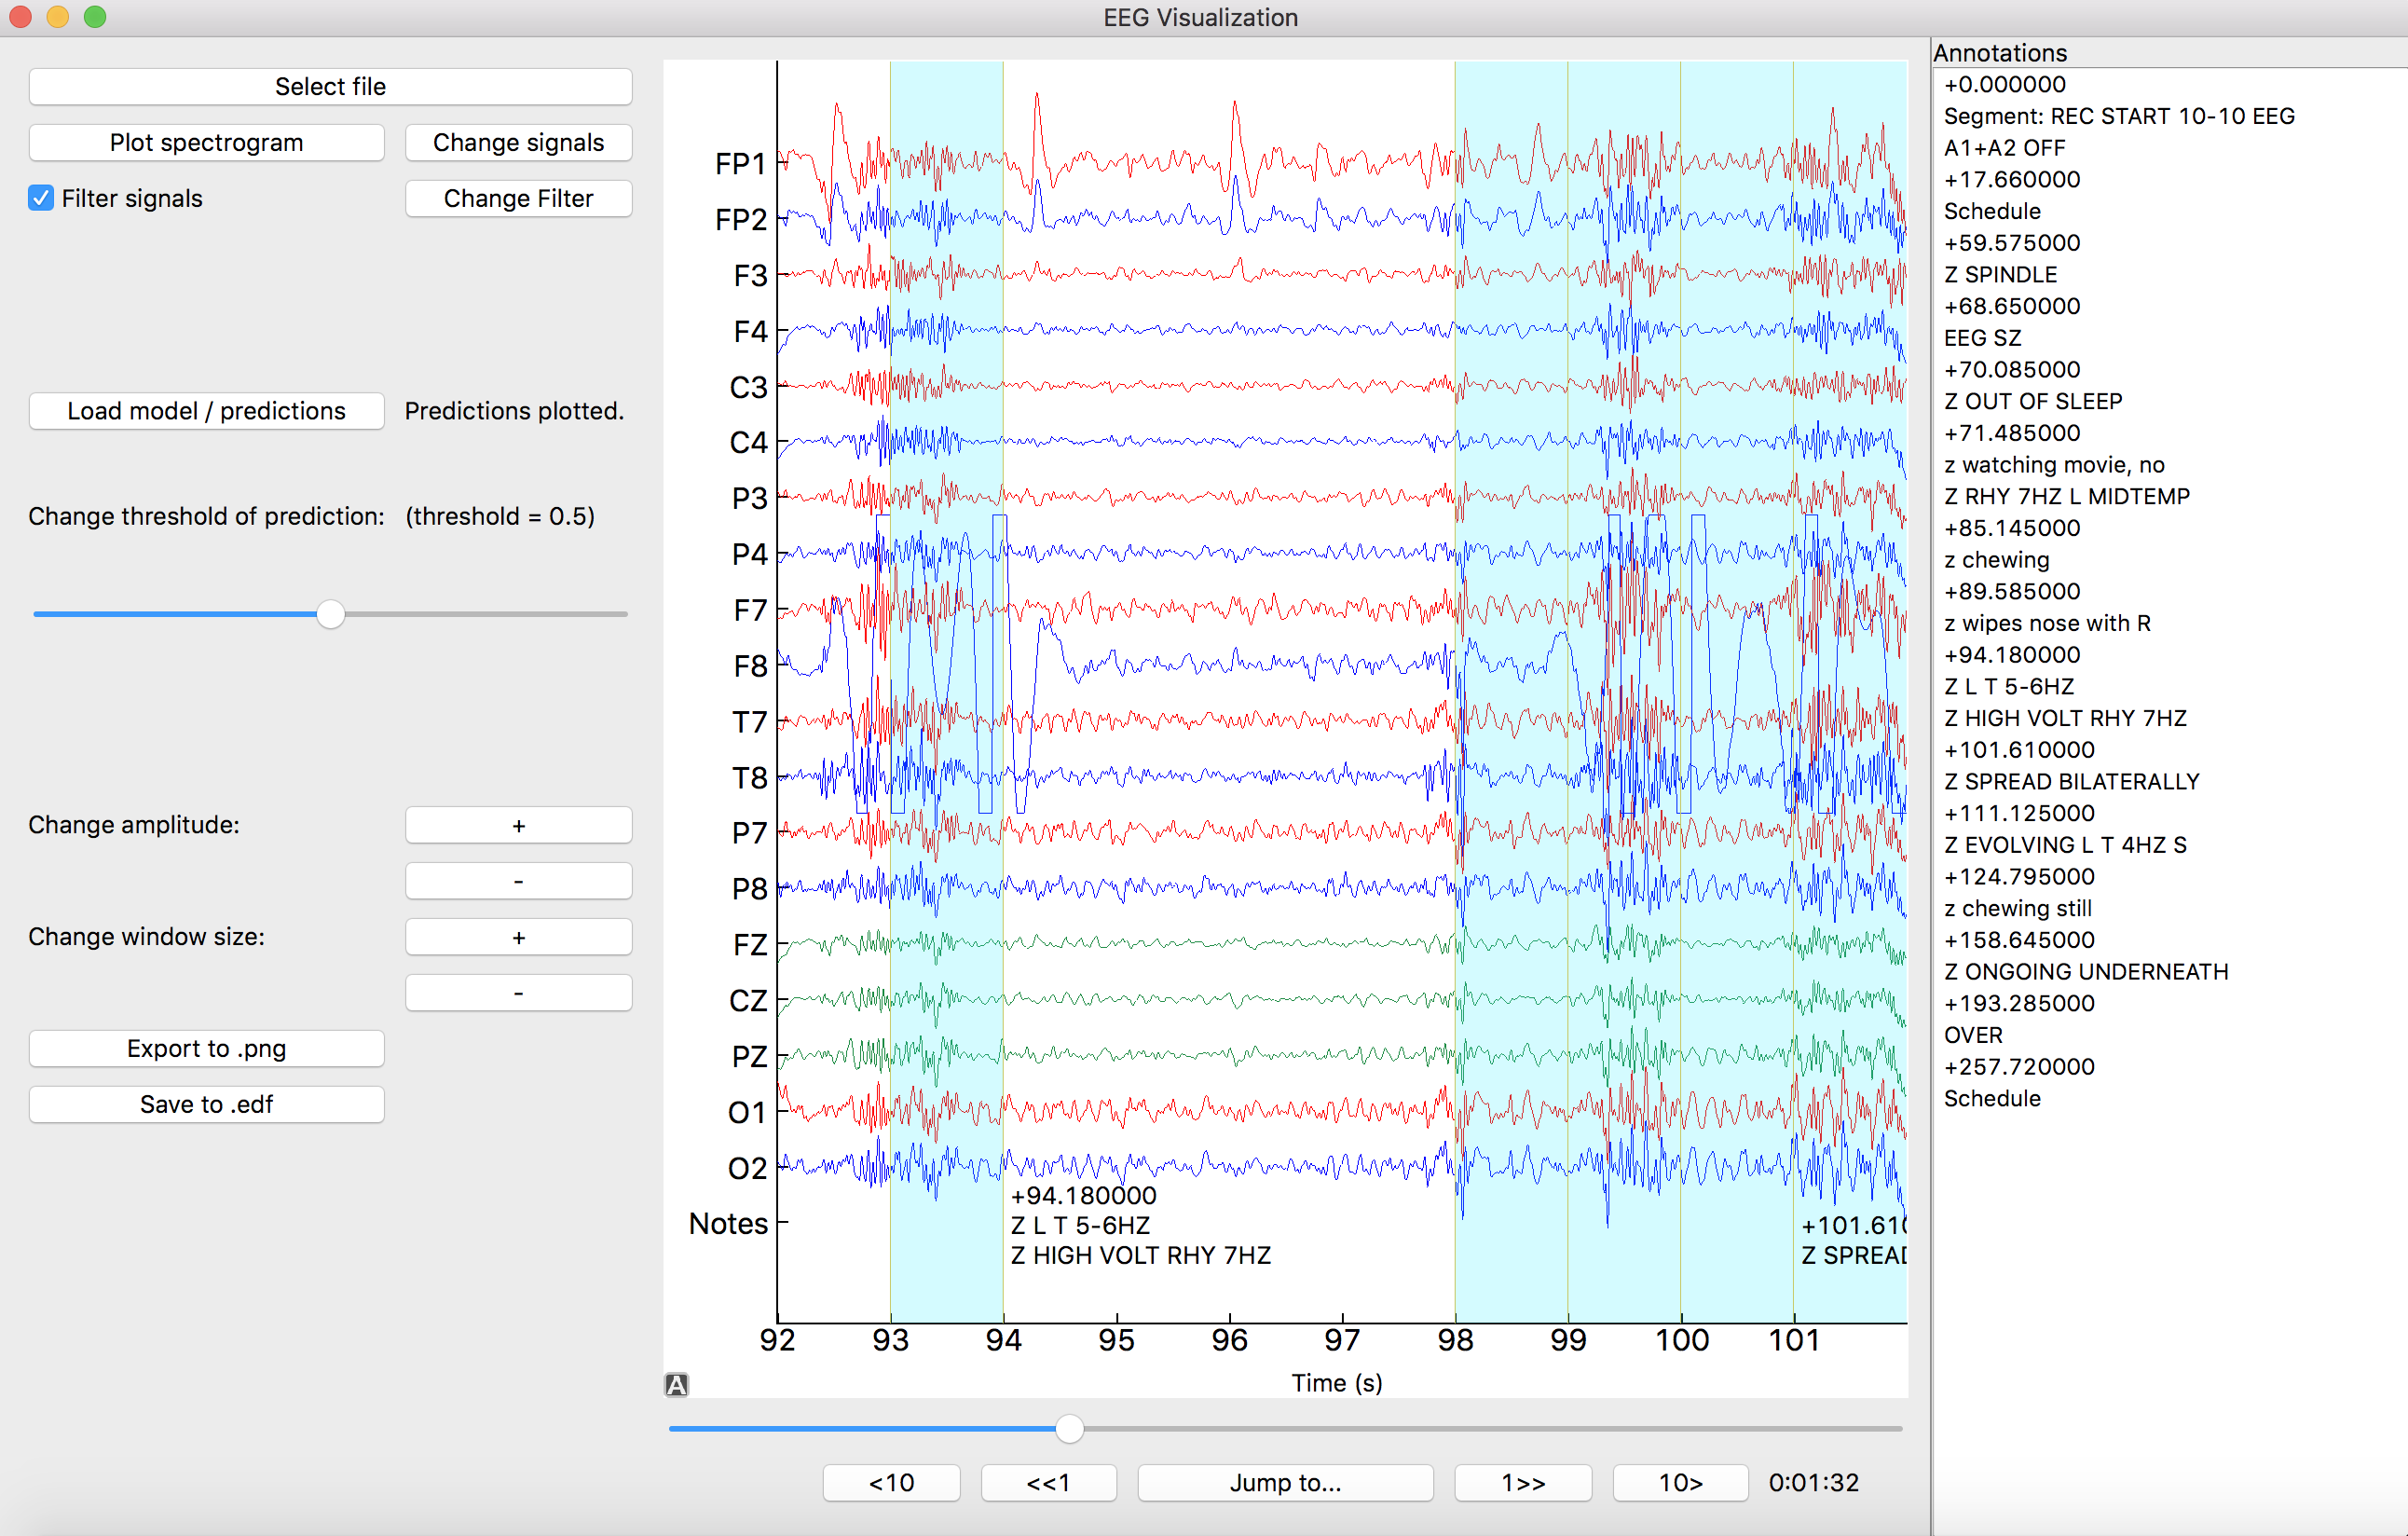 EEG Visualization
Select file
Plot spectrogram
Change signals
Filter signals
Change Filter
Load model / predictions
Predictions plotted.
Change threshold of prediction:
(threshold = 0.5)
Change amplitude:
+
-
Change window size:
+
-
Export to .png
Save to .edf
FP1
FP2
F3
F4
C3
C4
P3
P4
F7
F8
T7
T8
P7
P8
FZ
CZ
PZ
O1
O2
Notes
+94.180000
Z L T 5-6HZ
Z HIGH VOLT RHY 7HZ
+101.610
Z SPREAD
92 93 94 95 96 97 98 99 100 101
Time (s)
A
<10
<<1
Jump to...
1>>
10>
0:01:32
Annotations
+0.000000
Segment: REC START 10-10 EEG
A1+A2 OFF
+17.660000
Schedule
+59.575000
Z SPINDLE
+68.650000
EEG SZ
+70.085000
Z OUT OF SLEEP
+71.485000
z watching movie, no
Z RHY 7HZ L MIDTEMP
+85.145000
z chewing
+89.585000
z wipes nose with R
+94.180000
Z L T 5-6HZ
Z HIGH VOLT RHY 7HZ
+101.610000
Z SPREAD BILATERALLY
+111.125000
Z EVOLVING L T 4HZ S
+124.795000
z chewing still
+158.645000
Z ONGOING UNDERNEATH
+193.285000
OVER
+257.720000
Schedule